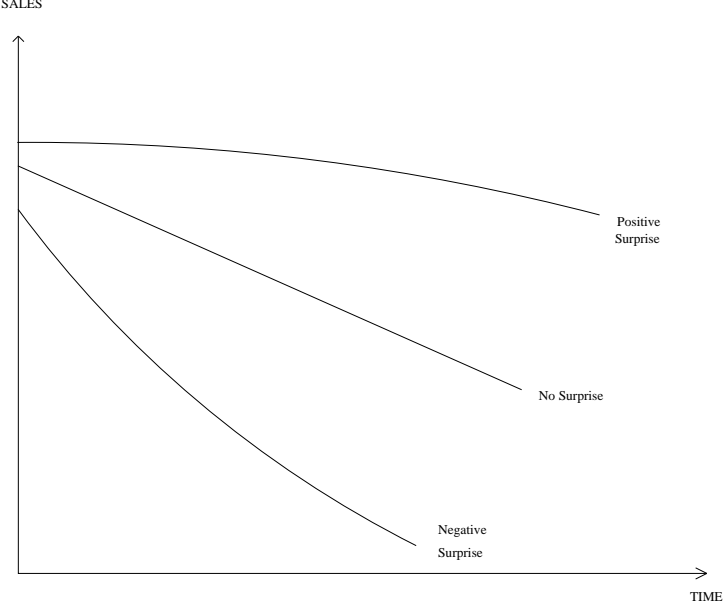 SALES
Positive
Surprise
No Surprise
Negative
Surprise
TIME